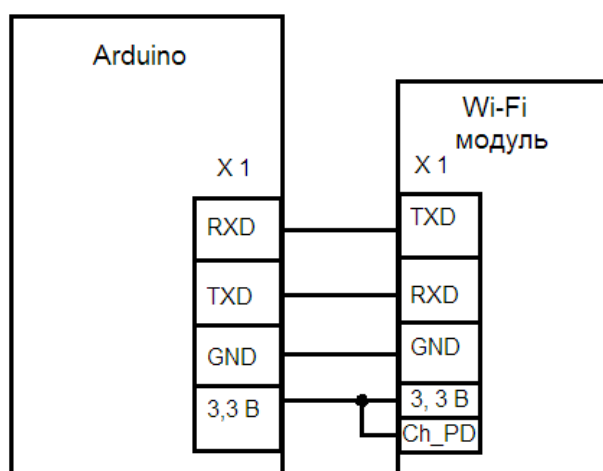 Arduino
X 1
RXD
TXD
GND
3,3 В
Wi-Fi
модуль
X 1
TXD
RXD
GND
3, 3 В
Ch_PD